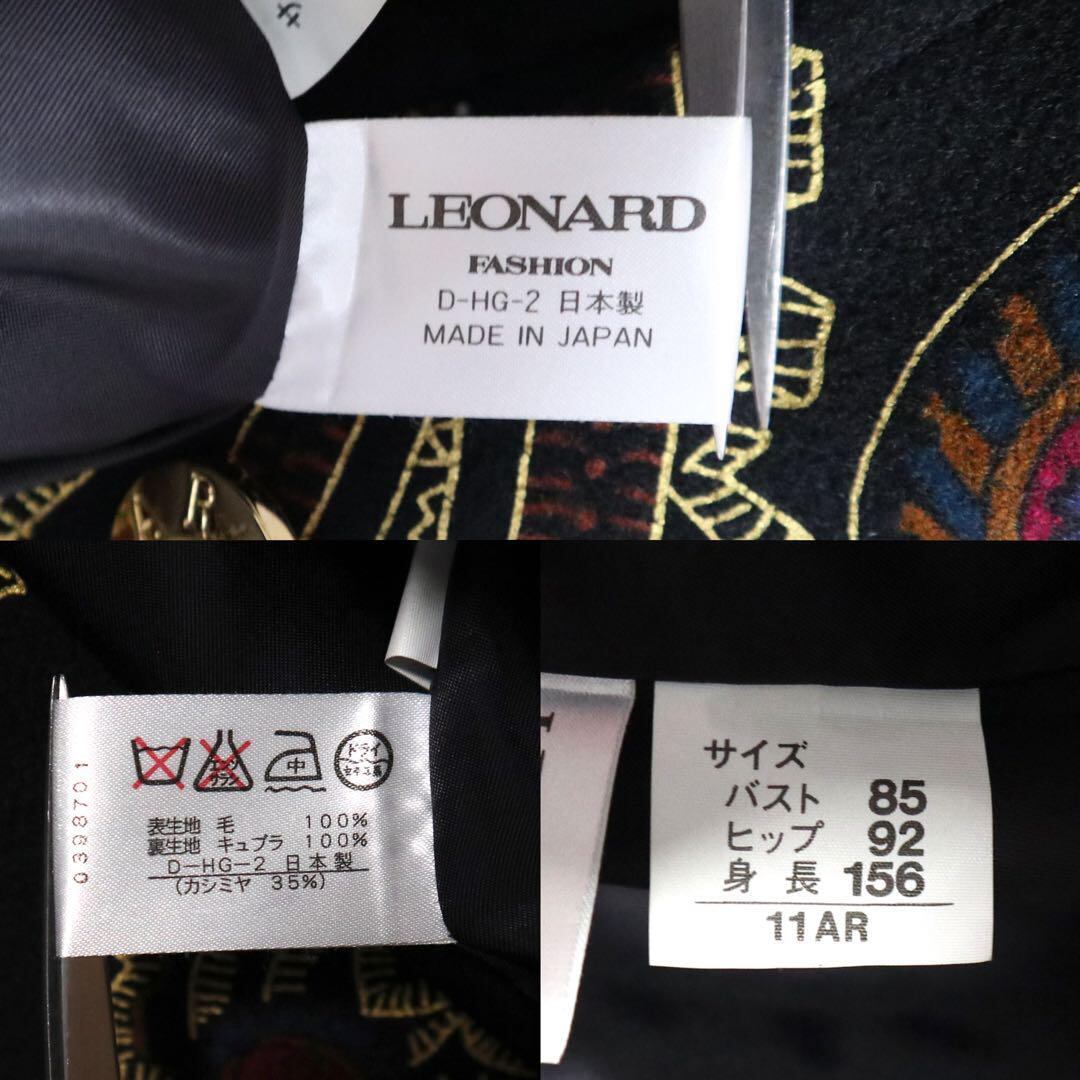 LEONARD
FASHION
D-HG-2 日本製
MADE IN JAPAN
R
039870 1
中
ドライ
表生地 毛 100%
裏生地 キュプラ 100%
D-HG-2 日本製
(カシミヤ 35%)
サイズ
バスト 85
ヒップ 92
身長 156
11AR